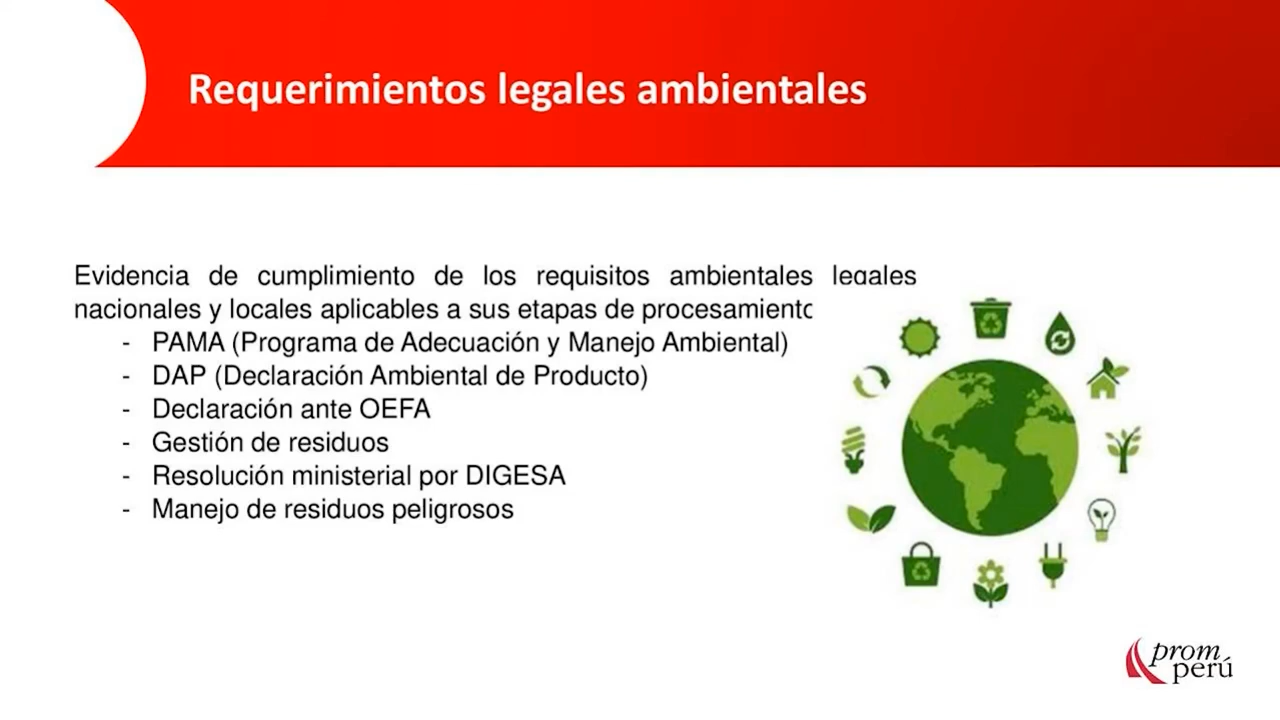 Requerimientos legales ambientales
Evidencia de cumplimiento de los requisitos ambientales legales
nacionales y locales aplicables a sus etapas de procesamiento
- PAMA (Programa de Adecuación y Manejo Ambiental)
- DAP (Declaración Ambiental de Producto)
- Declaración ante OEFA
- Gestión de residuos
- Resolución ministerial por DIGESA
- Manejo de residuos peligrosos
prom
perú